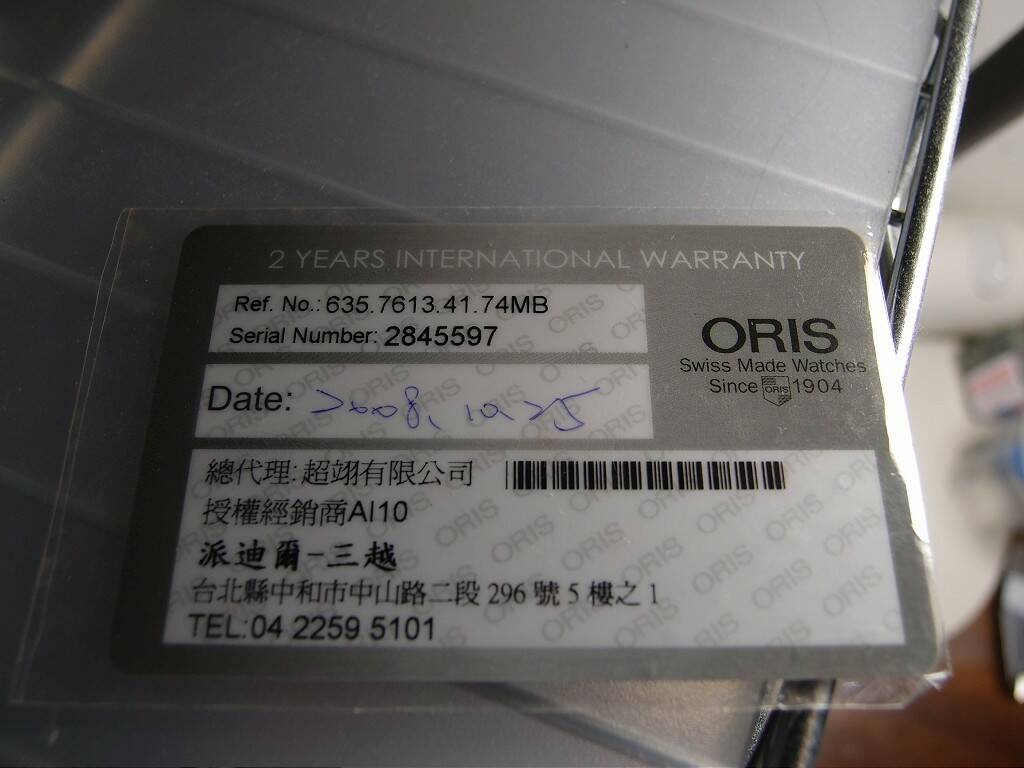 2 YEARS INTERNATIONAL WARRANTY
Ref. No.: 635.7613.41.74MB
Serial Number: 2845597
ORIS
Swiss Made Watches
Since ORIS 1904
Date: 2008. 10. 25
總代理: 超翊有限公司
授權經銷商AI10
派迪爾－三越
台北縣中和市中山路二段 296 號 5 樓之 1
TEL: 04 2259 5101